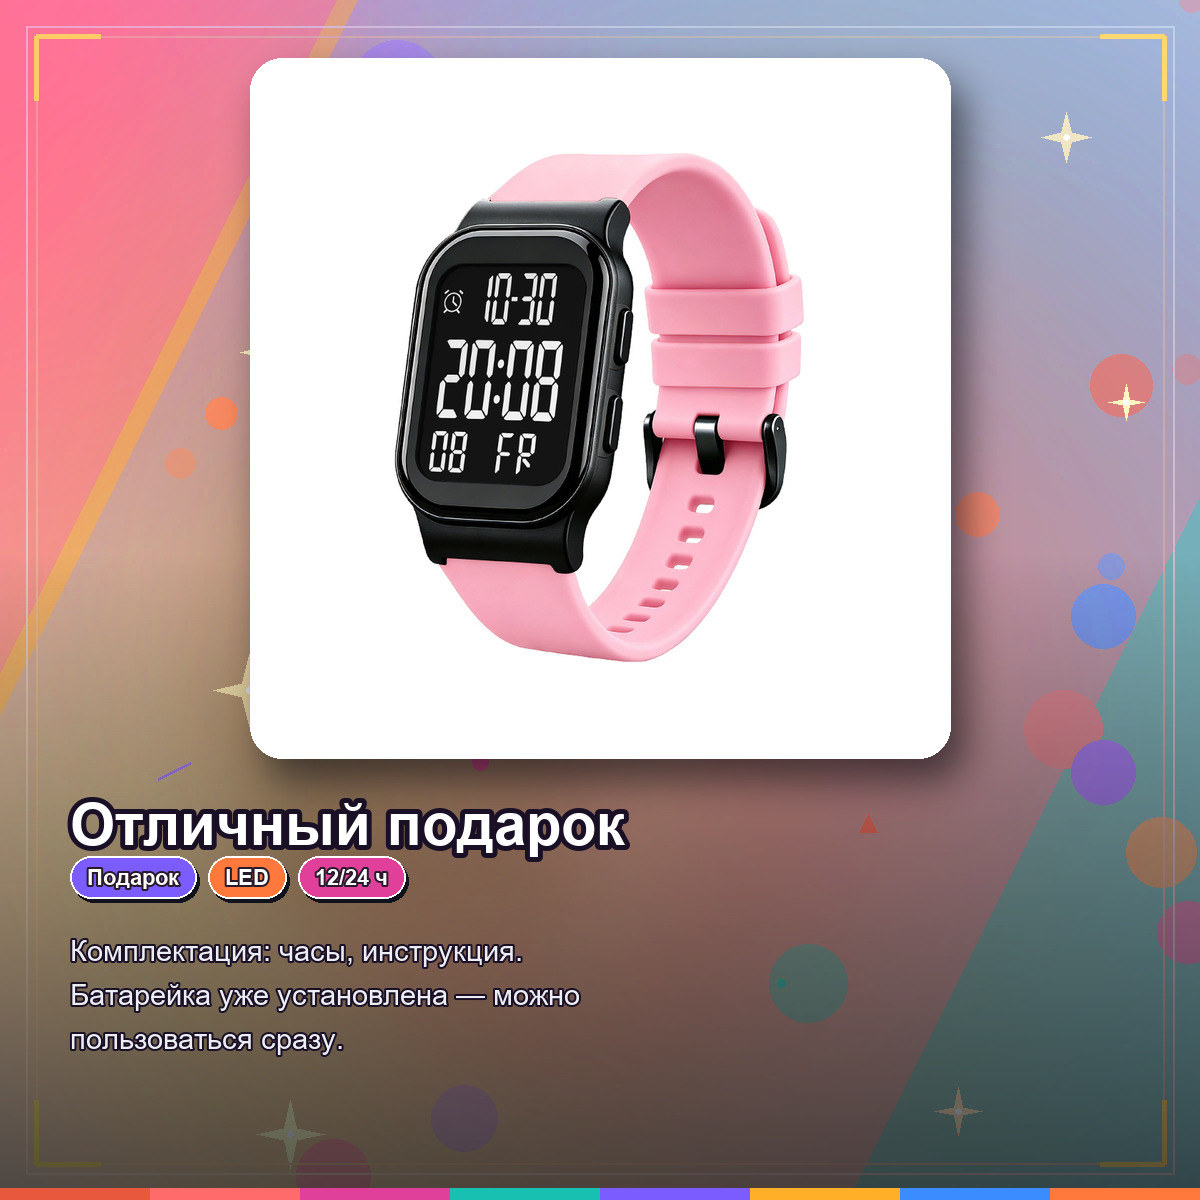 10:30
20:08
08 FR
Отличный подарок
Подарок LED 12/24 ч
Комплектация: часы, инструкция.
Батарейка уже установлена — можно
пользоваться сразу.